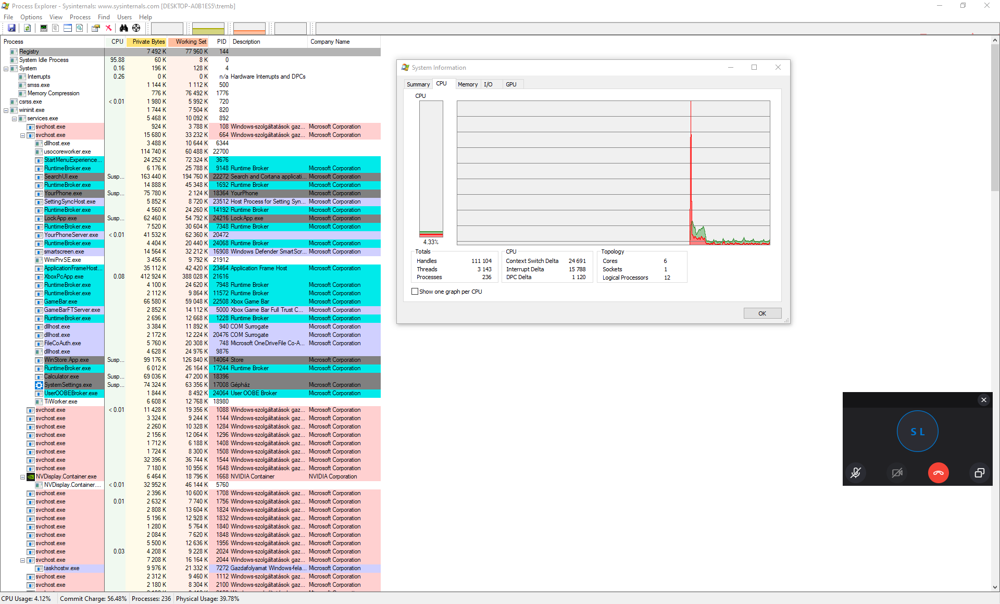 Process Explorer - Sysinternals: www.sysinternals.com [DESKTOP-A0B1ES5\tremb]
File Options View Process Find Users Help
Process CPU Private Bytes Working Set PID Description Company Name
Registry 7 492 K 77 960 K 144
System Idle Process 95.88 60 K 8 K 0
System 0.16 196 K 128 K 4
Interrupts 0.26 0 K 0 K n/a Hardware Interrupts and DPCs
smss.exe 1 144 K 1 112 K 500
Memory Compression 776 K 76 492 K 1776
csrss.exe < 0.01 1 980 K 5 992 K 720
wininit.exe 1 744 K 7 504 K 820
services.exe 5 468 K 10 092 K 892
svchost.exe 924 K 3 788 K 108 Windows-szolgáltatások gaz... Microsoft Corporation
svchost.exe 15 680 K 33 232 K 664 Windows-szolgáltatások gaz... Microsoft Corporation
dllhost.exe 3 488 K 10 644 K 6344
usocoreworker.exe 114 740 K 60 488 K 22700
StartMenuExperience... 24 252 K 72 324 K 3676
RuntimeBroker.exe 6 176 K 25 788 K 9148 Runtime Broker Microsoft Corporation
SearchUI.exe Susp... 163 440 K 194 760 K 22272 Search and Cortana applicati... Microsoft Corporation
RuntimeBroker.exe 14 888 K 45 348 K 1692 Runtime Broker Microsoft Corporation
YourPhone.exe Susp... 75 780 K 2 124 K 18364 YourPhone Microsoft Corporation
SettingSyncHost.exe 5 852 K 8 720 K 23512 Host Process for Setting Syn... Microsoft Corporation
RuntimeBroker.exe 4 560 K 24 260 K 14192 Runtime Broker Microsoft Corporation
LockApp.exe Susp... 62 460 K 54 792 K 24216 LockApp.exe Microsoft Corporation
RuntimeBroker.exe 7 520 K 30 604 K 7348 Runtime Broker Microsoft Corporation
YourPhoneServer.exe < 0.01 41 532 K 62 360 K 20472
RuntimeBroker.exe 4 404 K 20 440 K 24068 Runtime Broker Microsoft Corporation
smartscreen.exe 14 564 K 32 212 K 16908 Windows Defender SmartScr... Microsoft Corporation
WmiPrvSE.exe 3 456 K 9 792 K 21912
ApplicationFrameHost... 35 112 K 42 420 K 23464 Application Frame Host Microsoft Corporation
XboxPcApp.exe 0.08 412 924 K 388 028 K 21616
RuntimeBroker.exe 4 100 K 24 620 K 7948 Runtime Broker Microsoft Corporation
RuntimeBroker.exe 2 112 K 9 864 K 11572 Runtime Broker Microsoft Corporation
GameBar.exe 66 580 K 59 048 K 22508 Xbox Game Bar Microsoft Corporation
GameBarFTServer.exe 2 852 K 14 112 K 5000 Xbox Game Bar Full Trust C... Microsoft Corporation
RuntimeBroker.exe 2 696 K 12 668 K 1228 Runtime Broker Microsoft Corporation
dllhost.exe 3 384 K 11 892 K 940 COM Surrogate Microsoft Corporation
dllhost.exe 2 172 K 12 224 K 20476 COM Surrogate Microsoft Corporation
FileCoAuth.exe 5 760 K 20 308 K 748 Microsoft OneDriveFile Co-A... Microsoft Corporation
dllhost.exe 4 628 K 24 976 K 9876
WinStore.App.exe Susp... 99 176 K 126 840 K 14064 Store Microsoft Corporation
RuntimeBroker.exe 6 012 K 26 164 K 17244 Runtime Broker Microsoft Corporation
Calculator.exe Susp... 69 036 K 47 200 K 18396
SystemSettings.exe Susp... 74 324 K 63 356 K 17008 Gépház Microsoft Corporation
UserOOBEBroker.exe 1 844 K 8 492 K 24064 User OOBE Broker Microsoft Corporation
TiWorker.exe 6 608 K 12 768 K 18980
svchost.exe < 0.01 11 428 K 19 356 K 1088 Windows-szolgáltatások gaz... Microsoft Corporation
svchost.exe 3 324 K 9 244 K 1144 Windows-szolgáltatások gaz... Microsoft Corporation
svchost.exe 2 260 K 10 328 K 1284 Windows-szolgáltatások gaz... Microsoft Corporation
svchost.exe 2 156 K 12 064 K 1296 Windows-szolgáltatások gaz... Microsoft Corporation
svchost.exe 1 712 K 6 188 K 1408 Windows-szolgáltatások gaz... Microsoft Corporation
svchost.exe 1 724 K 8 300 K 1508 Windows-szolgáltatások gaz... Microsoft Corporation
svchost.exe 32 396 K 36 744 K 1544 Windows-szolgáltatások gaz... Microsoft Corporation
svchost.exe 7 180 K 10 956 K 1648 Windows-szolgáltatások gaz... Microsoft Corporation
NVDisplay.Container.exe 6 464 K 18 796 K 1668 NVIDIA Container NVIDIA Corporation
NVDisplay.Container.... < 0.01 32 952 K 46 144 K 5760
svchost.exe 2 396 K 10 600 K 1708 Windows-szolgáltatások gaz... Microsoft Corporation
svchost.exe 0.01 2 632 K 7 740 K 1756 Windows-szolgáltatások gaz... Microsoft Corporation
svchost.exe 2 808 K 13 604 K 1824 Windows-szolgáltatások gaz... Microsoft Corporation
svchost.exe 5 196 K 12 928 K 1832 Windows-szolgáltatások gaz... Microsoft Corporation
svchost.exe 1 280 K 5 764 K 1840 Windows-szolgáltatások gaz... Microsoft Corporation
svchost.exe 2 084 K 7 620 K 1848 Windows-szolgáltatások gaz... Microsoft Corporation
svchost.exe 5 500 K 12 636 K 1956 Windows-szolgáltatások gaz... Microsoft Corporation
svchost.exe 0.03 4 208 K 9 228 K 2024 Windows-szolgáltatások gaz... Microsoft Corporation
svchost.exe 7 208 K 16 164 K 2044 Windows-szolgáltatások gaz... Microsoft Corporation
taskhostw.exe 9 976 K 21 332 K 7272 Gazdafolyamat Windows-fela... Microsoft Corporation
svchost.exe 2 312 K 9 460 K 1112 Windows-szolgáltatások gaz... Microsoft Corporation
svchost.exe 2 180 K 8 304 K 2100 Windows-szolgáltatások gaz... Microsoft Corporation
CPU Usage: 4.12% Commit Charge: 56.48% Processes: 236 Physical Usage: 39.78%
System Information
Summary CPU Memory I/O GPU
CPU
4.33%
Totals
Handles 111 104
Threads 3 143
Processes 236
CPU
Context Switch Delta 24 691
Interrupt Delta 15 788
DPC Delta 1 120
Topology
Cores 6
Sockets 1
Logical Processors 12
Show one graph per CPU
OK
S L